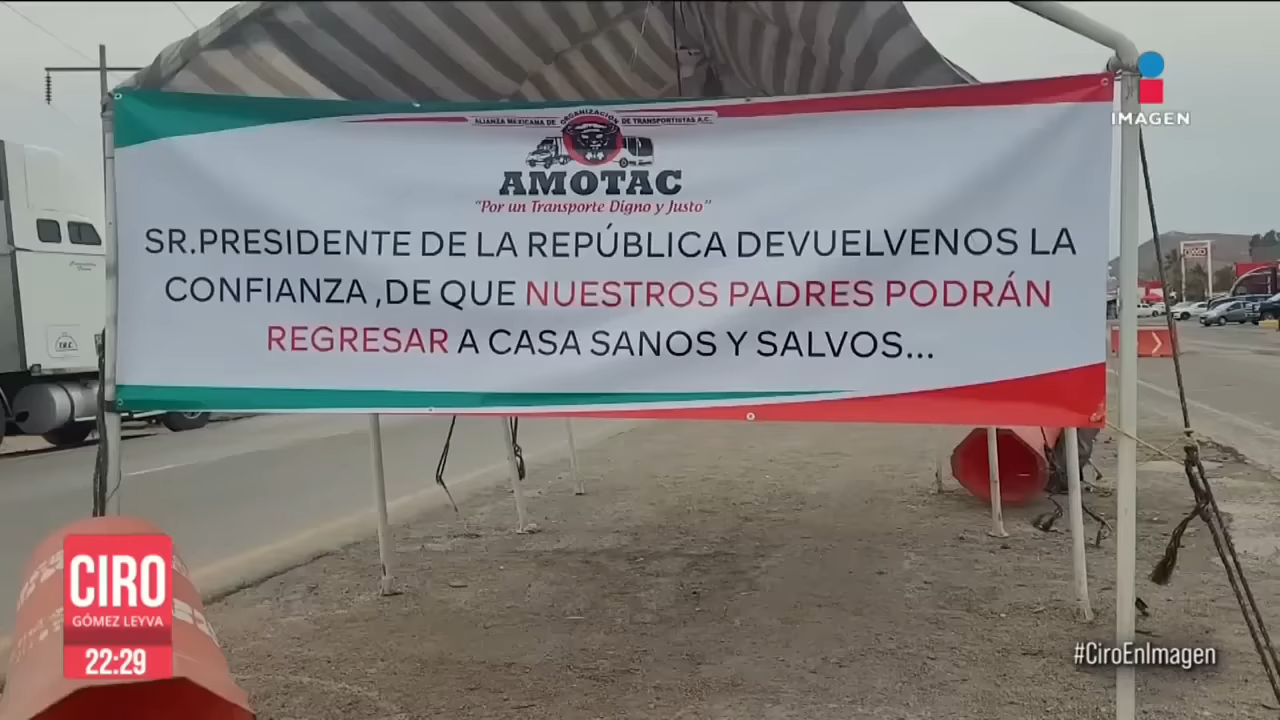 IMAGEN
ALIANZA MEXICANA DE ORGANIZACIÓN DE TRANSPORTISTAS A.C.
AMOTAC
"Por un Transporte Digno y Justo"
SR.PRESIDENTE DE LA REPÚBLICA DEVUELVENOS LA
CONFIANZA ,DE QUE NUESTROS PADRES PODRÁN
REGRESAR A CASA SANOS Y SALVOS...
CIRO
GÓMEZ LEYVA
22:29
#CiroEnImagen